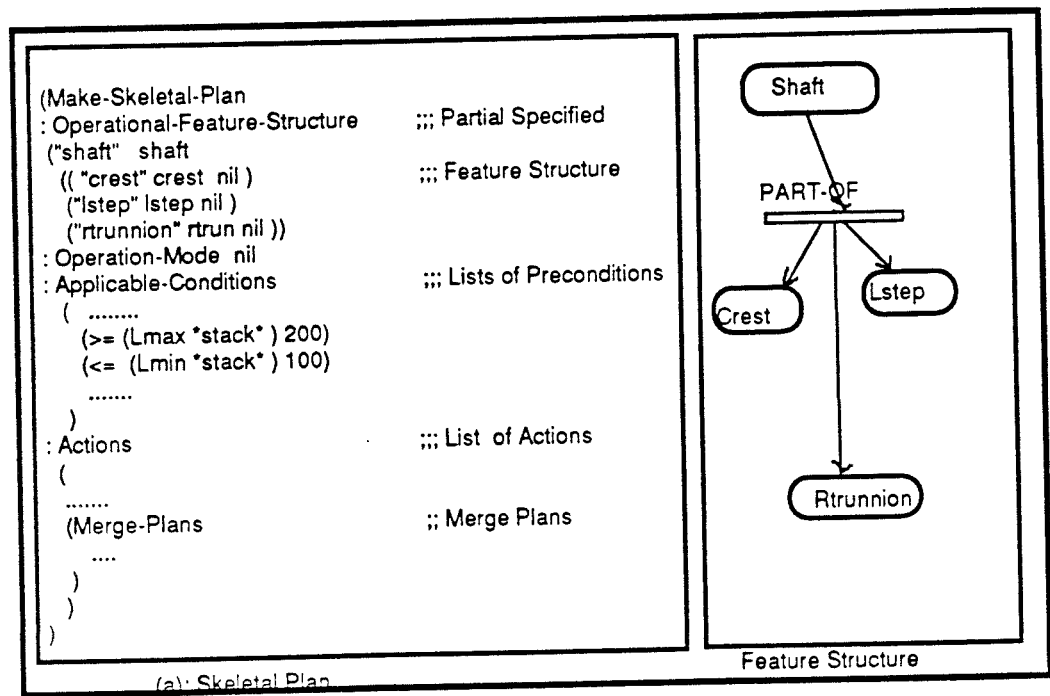 (Make-Skeletal-Plan
: Operational-Feature-Structure ;;; Partial Specified
("shaft" shaft
(( "crest" crest nil ) ;;; Feature Structure
("lstep" lstep nil )
("rtrunnion" rtrun nil ))
: Operation-Mode nil
: Applicable-Conditions ;;; Lists of Preconditions
( ........
(>= (Lmax *stack* ) 200)
(<= (Lmin *stack* ) 100)
.......
)
: Actions ;;; List of Actions
(
.......
(Merge-Plans ;; Merge Plans
....
)
)
)
(a): Skeletal Plan
Shaft
PART-OF
Crest
Lstep
Rtrunnion
Feature Structure